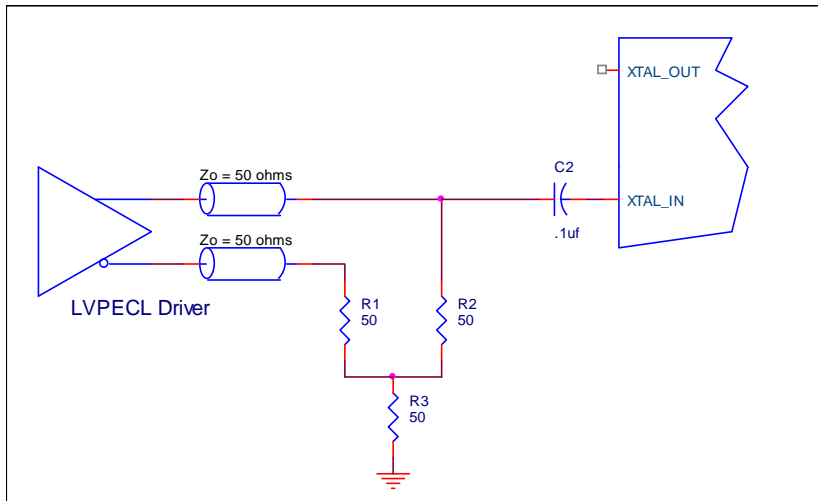 XTAL_OUT
Zo = 50 ohms
C2
XTAL_IN
.1uf
Zo = 50 ohms
LVPECL Driver
R1
50
R2
50
R3
50